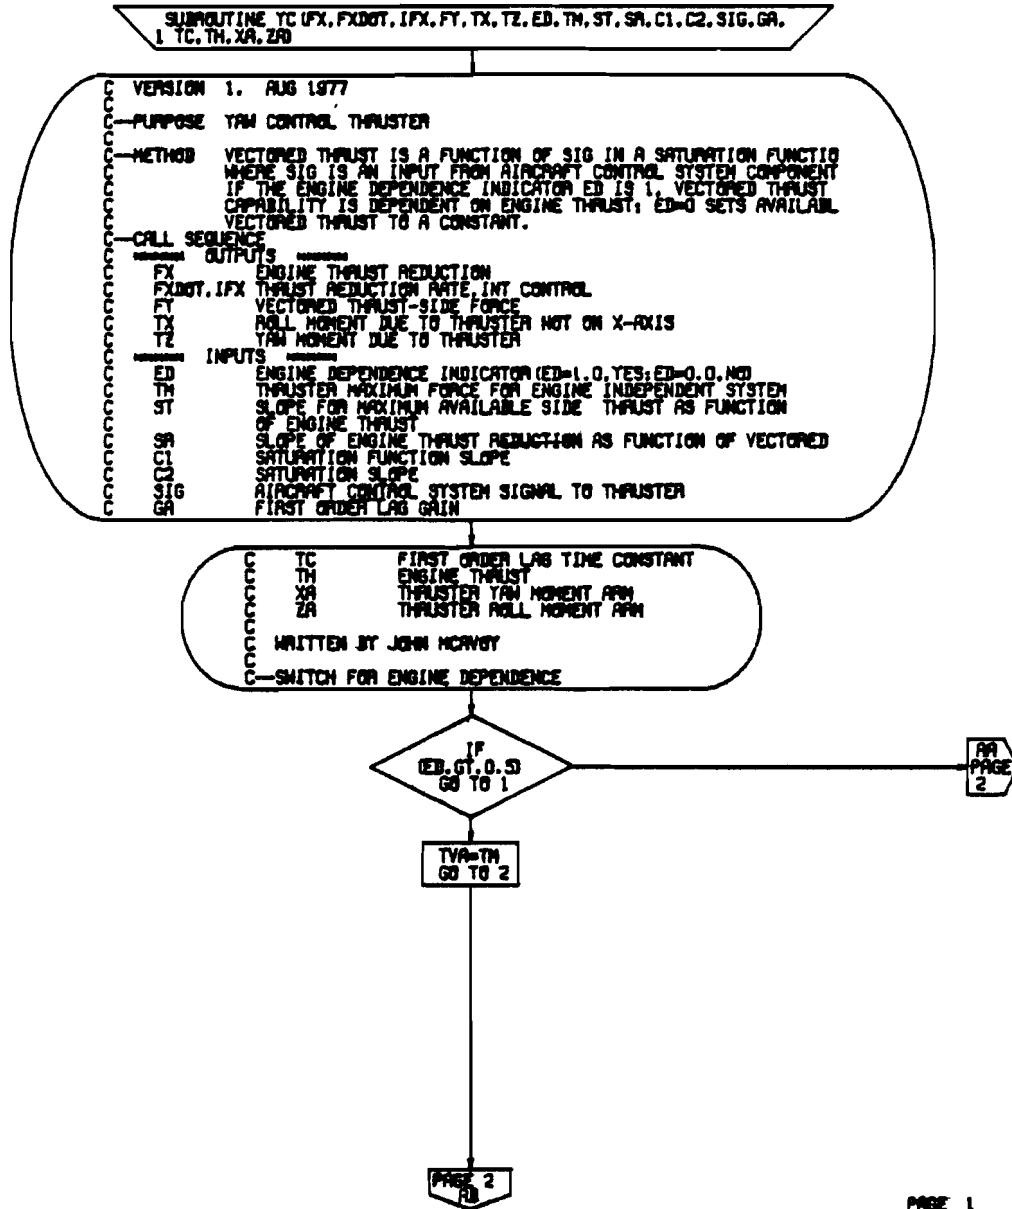 SUBROUTINE YC(FX,FXDOT,IFX,FY,TX,TZ,ED,TM,ST,SR,C1,C2,SIG,GA,
1 TC,TH,XA,ZA)
C VERSION 1. AUG 1977
C
C—PURPOSE YAW CONTROL THRUSTER
C
C—METHOD VECTORED THRUST IS A FUNCTION OF SIG IN A SATURATION FUNCTIO
C WHERE SIG IS AN INPUT FROM AIRCRAFT CONTROL SYSTEM COMPONENT
C IF THE ENGINE DEPENDENCE INDICATOR ED IS 1, VECTORED THRUST
C CAPABILITY IS DEPENDENT ON ENGINE THRUST; ED=0 SETS AVAILABL
C VECTORED THRUST TO A CONSTANT.
C—CALL SEQUENCE
C OUTPUTS
C FX ENGINE THRUST REDUCTION
C FXDOT,IFX THRUST REDUCTION RATE,INT CONTROL
C FY VECTORED THRUST-SIDE FORCE
C TX ROLL MOMENT DUE TO THRUSTER NOT ON X-AXIS
C TZ YAW MOMENT DUE TO THRUSTER
C INPUTS
C ED ENGINE DEPENDENCE INDICATOR(ED=1.0,YES;ED=0.0,NO)
C TM THRUSTER MAXIMUM FORCE FOR ENGINE INDEPENDENT SYSTEM
C ST SLOPE FOR MAXIMUM AVAILABLE SIDE THRUST AS FUNCTION
C OF ENGINE THRUST
C SR SLOPE OF ENGINE THRUST REDUCTION AS FUNCTION OF VECTORED
C C1 SATURATION FUNCTION SLOPE
C C2 SATURATION SLOPE
C SIG AIRCRAFT CONTROL SYSTEM SIGNAL TO THRUSTER
C GA FIRST ORDER LAG GAIN
C TC FIRST ORDER LAG TIME CONSTANT
C TH ENGINE THRUST
C XA THRUSTER YAW MOMENT ARM
C ZA THRUSTER ROLL MOMENT ARM
C
C WRITTEN BY JOHN MCAVOY
C
C—SWITCH FOR ENGINE DEPENDENCE
IF
(ED.GT.0.5)
GO TO 1
AA
PAGE
2
TVA=TM
GO TO 2
PAGE 2
AB
PAGE 1